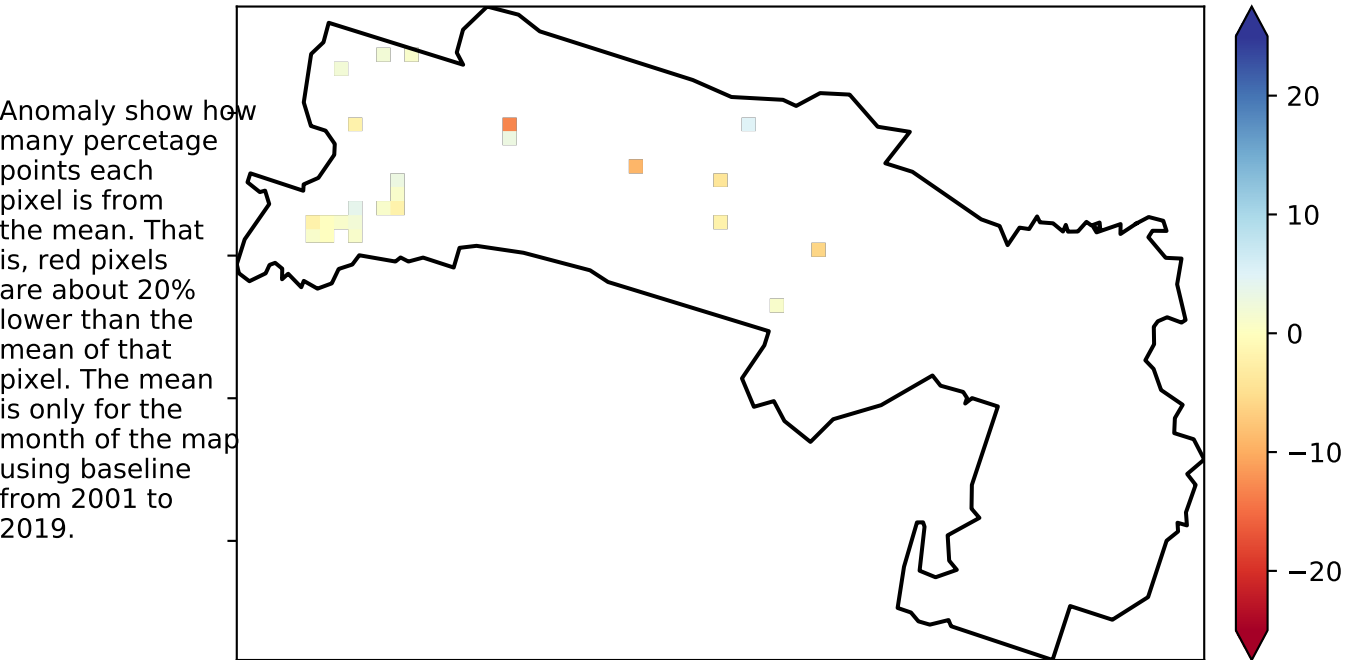 Anomaly show how
many percetage
points each
pixel is from
the mean. That
is, red pixels
are about 20%
lower than the
mean of that
pixel. The mean
is only for the
month of the map
using baseline
from 2001 to
2019.
20
10
0
−10
−20